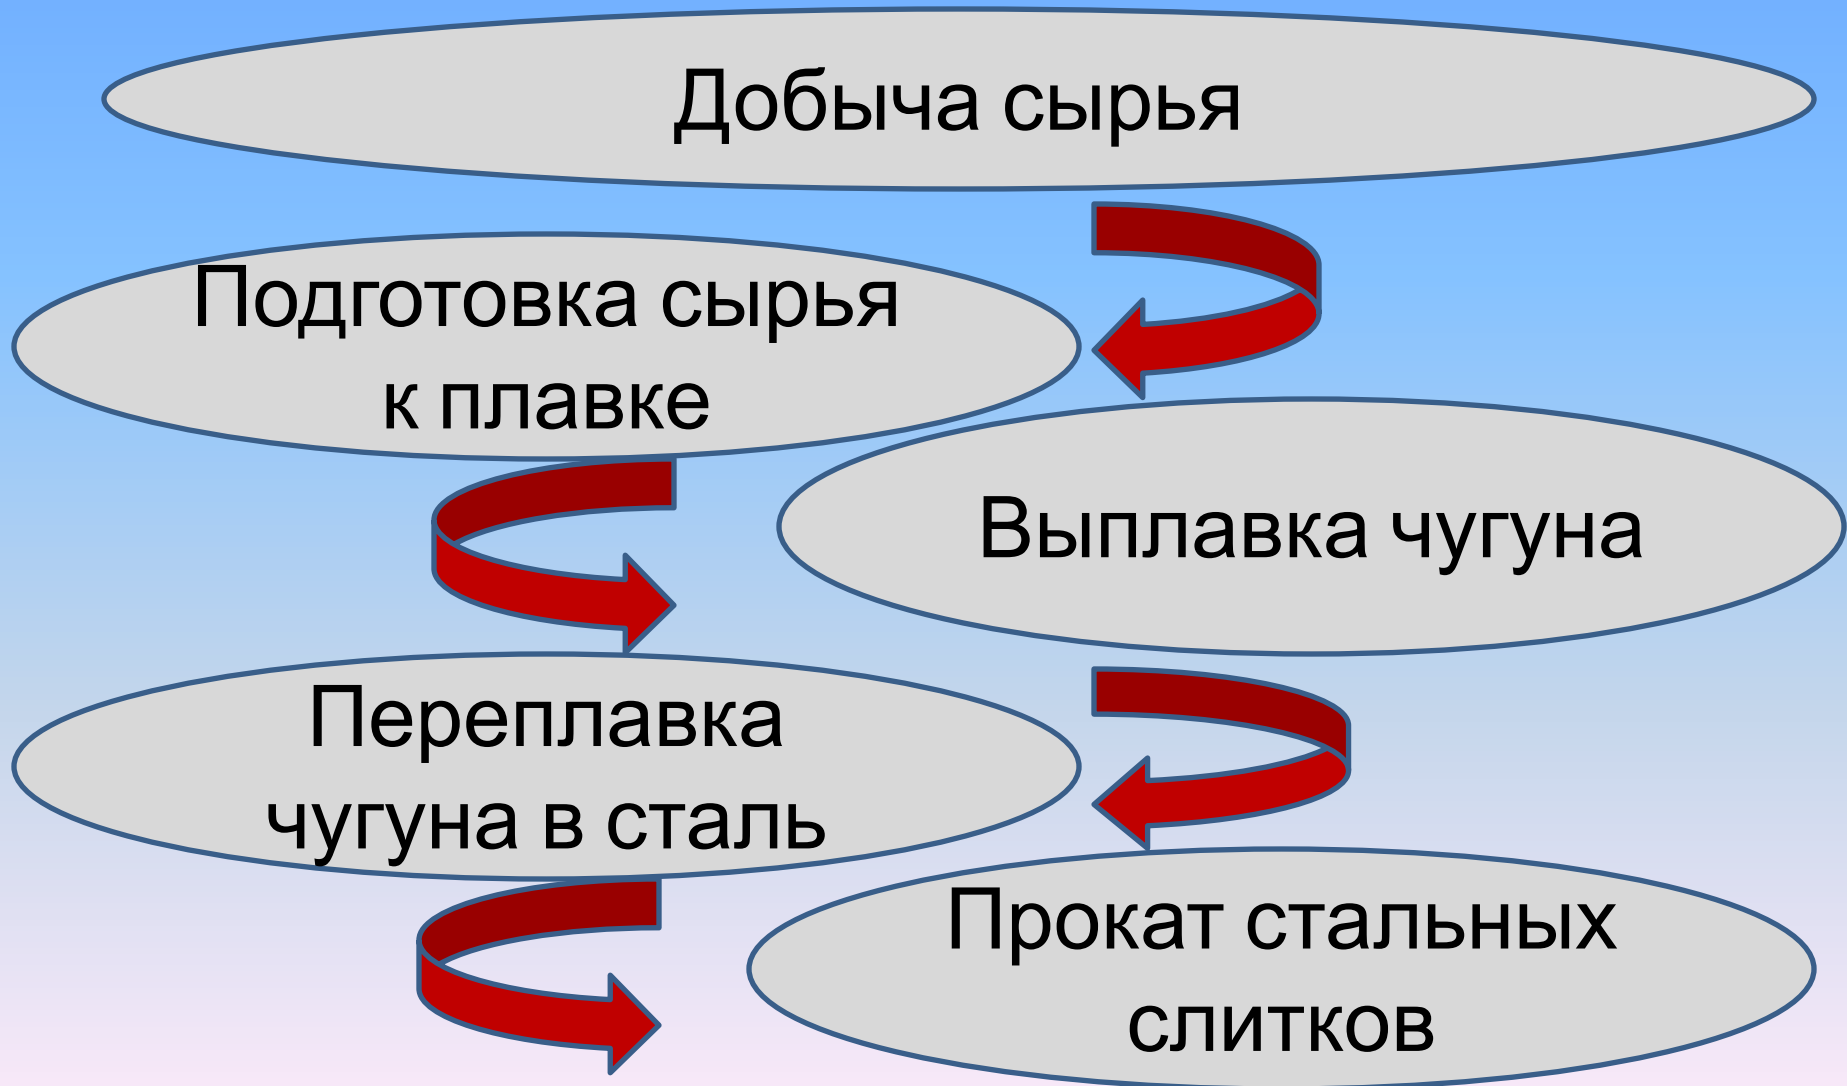 Добыча сырья
Подготовка сырья
к плавке
Выплавка чугуна
Переплавка
чугуна в сталь
Прокат стальных
слитков